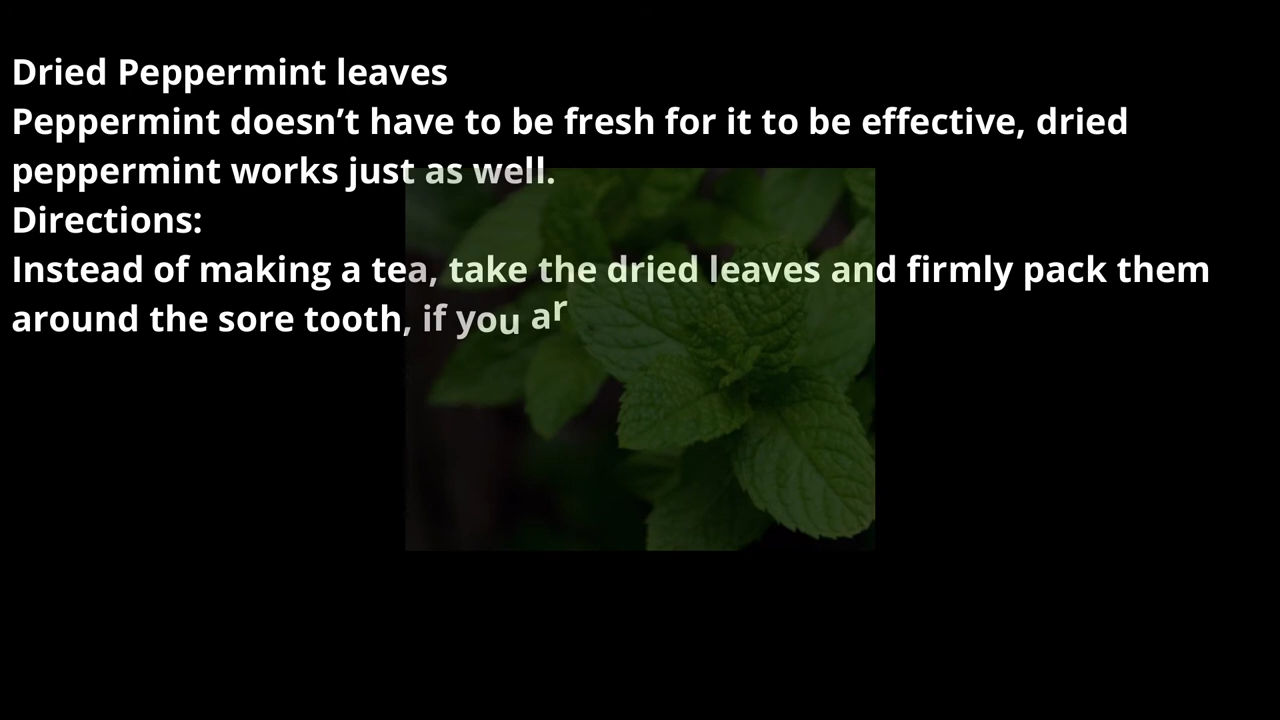 Dried Peppermint leaves
Peppermint doesn’t have to be fresh for it to be effective, dried
peppermint works just as well.
Directions:
Instead of making a tea, take the dried leaves and firmly pack them
around the sore tooth, if you ar